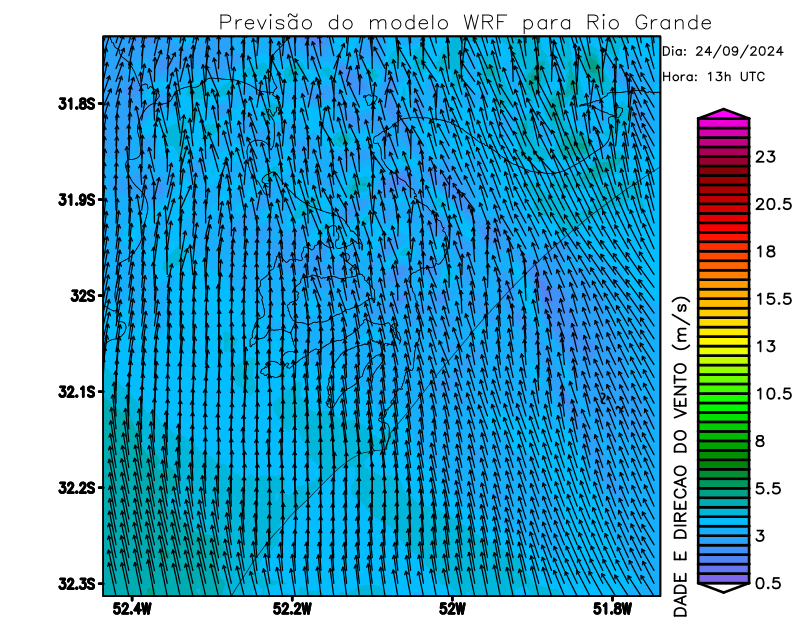 Previsão do modelo WRF para Rio Grande
Dia: 24/09/2024
Hora: 13h UTC
31.8S
31.9S
32S
32.1S
32.2S
32.3S
52.4W
52.2W
52W
51.8W
23
20.5
18
15.5
13
10.5
8
5.5
3
0.5
DADE E DIRECAO DO VENTO (m/s)